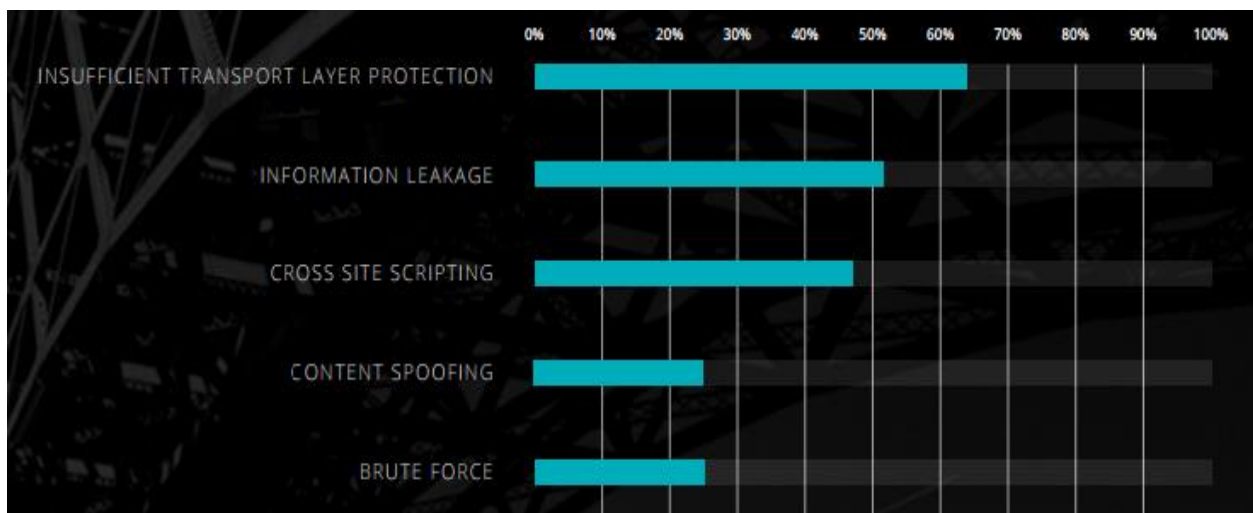 0% 10% 20% 30% 40% 50% 60% 70% 80% 90% 100%
INSUFFICIENT TRANSPORT LAYER PROTECTION
INFORMATION LEAKAGE
CROSS SITE SCRIPTING
CONTENT SPOOFING
BRUTE FORCE